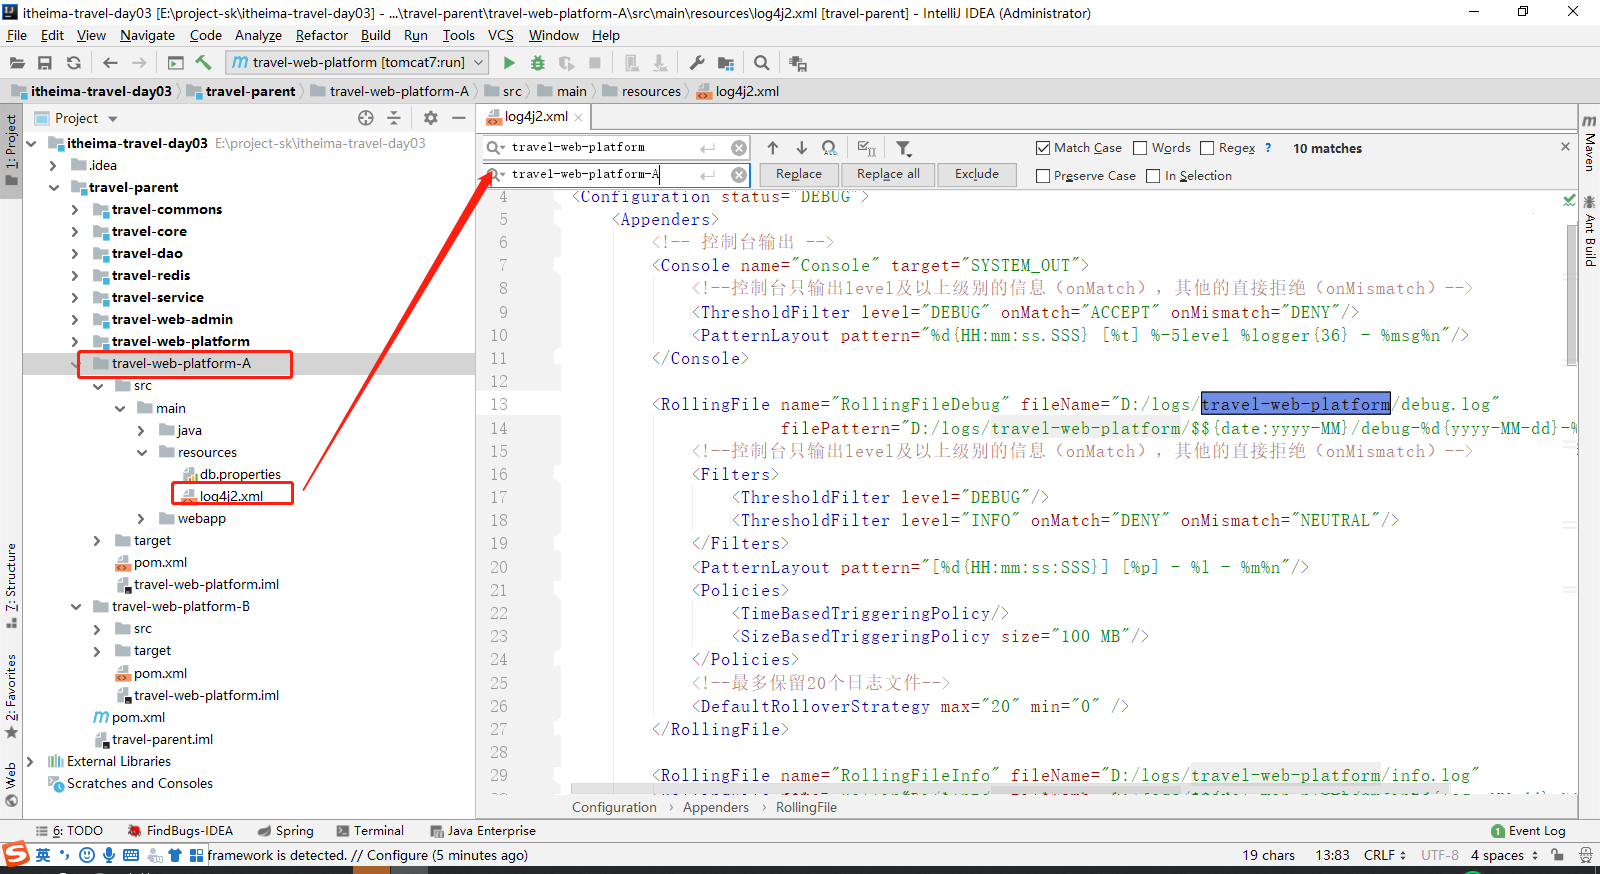 itheima-travel-day03 [E:\project-sk\itheima-travel-day03] - ...\travel-parent\travel-web-platform-A\src\main\resources\log4j2.xml [travel-parent] - IntelliJ IDEA (Administrator)
File Edit View Navigate Code Analyze Refactor Build Run Tools VCS Window Help
travel-web-platform [tomcat7:run]
itheima-travel-day03 travel-parent travel-web-platform-A src main resources log4j2.xml
1: Project
7: Structure
2: Favorites
Web
Project
itheima-travel-day03 E:\project-sk\itheima-travel-day03
.idea
travel-parent
travel-commons
travel-core
travel-dao
travel-redis
travel-service
travel-web-admin
travel-web-platform
travel-web-platform-A
src
main
java
resources
db.properties
log4j2.xml
webapp
target
pom.xml
travel-web-platform.iml
travel-web-platform-B
src
target
pom.xml
travel-web-platform.iml
pom.xml
travel-parent.iml
External Libraries
Scratches and Consoles
log4j2.xml
travel-web-platform
Match Case Words Regex ? 10 matches
travel-web-platform-A
Replace Replace all Exclude
Preserve Case In Selection
4 <Configuration status="DEBUG">
5 <Appenders>
6 <!-- 控制台输出 -->
7 <Console name="Console" target="SYSTEM_OUT">
8 <!--控制台只输出level及以上级别的信息（onMatch），其他的直接拒绝（onMismatch）-->
9 <ThresholdFilter level="DEBUG" onMatch="ACCEPT" onMismatch="DENY"/>
10 <PatternLayout pattern="%d{HH:mm:ss.SSS} [%t] %-5level %logger{36} - %msg%n"/>
11 </Console>
12
13 <RollingFile name="RollingFileDebug" fileName="D:/logs/travel-web-platform/debug.log"
14 filePattern="D:/logs/travel-web-platform/$${date:yyyy-MM}/debug-%d{yyyy-MM-dd}-%
15 <!--控制台只输出level及以上级别的信息（onMatch），其他的直接拒绝（onMismatch）-->
16 <Filters>
17 <ThresholdFilter level="DEBUG"/>
18 <ThresholdFilter level="INFO" onMatch="DENY" onMismatch="NEUTRAL"/>
19 </Filters>
20 <PatternLayout pattern="[%d{HH:mm:ss:SSS}] [%p] - %l - %m%n"/>
21 <Policies>
22 <TimeBasedTriggeringPolicy/>
23 <SizeBasedTriggeringPolicy size="100 MB"/>
24 </Policies>
25 <!--最多保留20个日志文件-->
26 <DefaultRolloverStrategy max="20" min="0" />
27 </RollingFile>
28
29 <RollingFile name="RollingFileInfo" fileName="D:/logs/travel-web-platform/info.log"
Configuration Appenders RollingFile
Maven
Ant Build
6: TODO FindBugs-IDEA Spring Terminal Java Enterprise 1 Event Log
英 framework is detected. // Configure (5 minutes ago) 19 chars 13:83 CRLF UTF-8 4 spaces